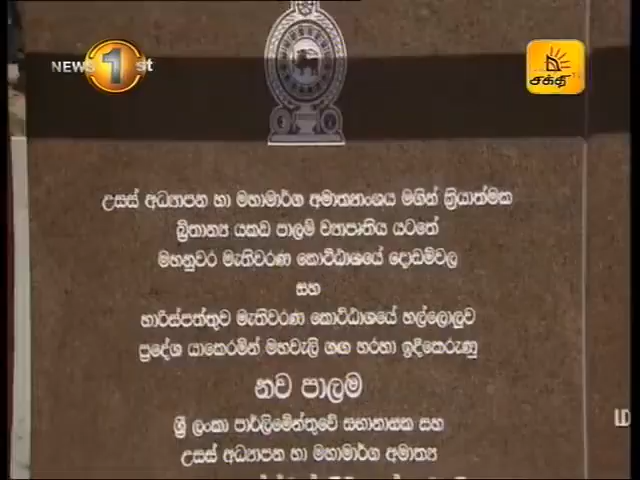 NEWS 1st
සක්ති
උසස් අධ්‍යාපන හා මහාමාර්ග අමාත්‍යාංශය මගින් ක්‍රියාත්මක
බ්‍රිතාන්‍ය යකඩ පාලම් ව්‍යාපෘතිය යටතේ
මහනුවර මැතිවරණ කොට්ඨාශයේ දොඩම්වල
සහ
හාරිස්පත්තුව මැතිවරණ කොට්ඨාශයේ හල්ලොලුව
ප්‍රදේශ යාකෙරමින් මහවැලි ගඟ හරහා ඉදිකෙරුණු
නව පාලම
ශ්‍රී ලංකා පාර්ලිමේන්තුවේ සභානායක සහ
උසස් අධ්‍යාපන හා මහාමාර්ග අමාත්‍ය